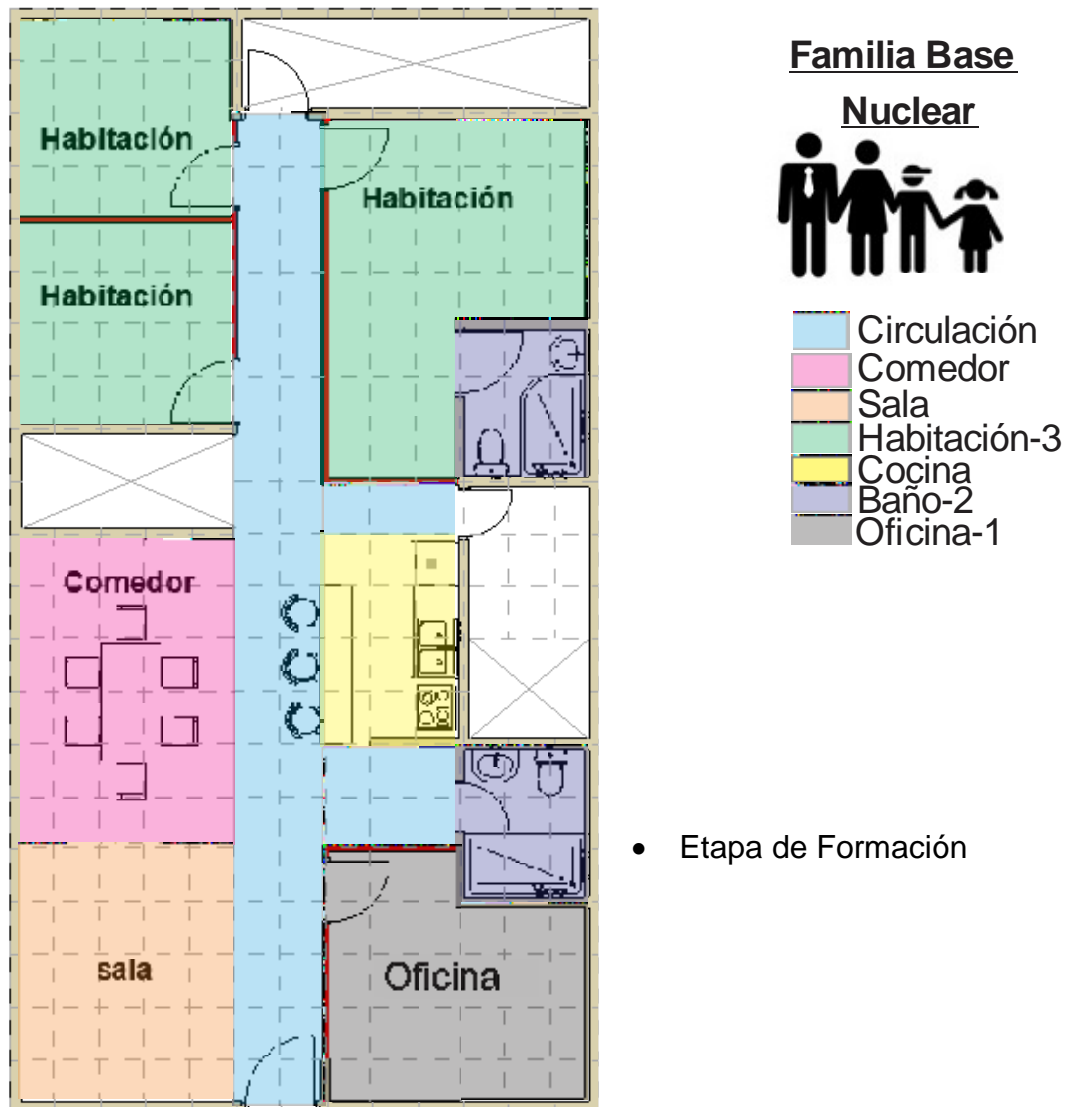 Familia Base
Nuclear
Habitación
Habitación
Habitación
Comedor
sala
Oficina
Circulación
Comedor
Sala
Habitación-3
Cocina
Baño-2
Oficina-1
• Etapa de Formación